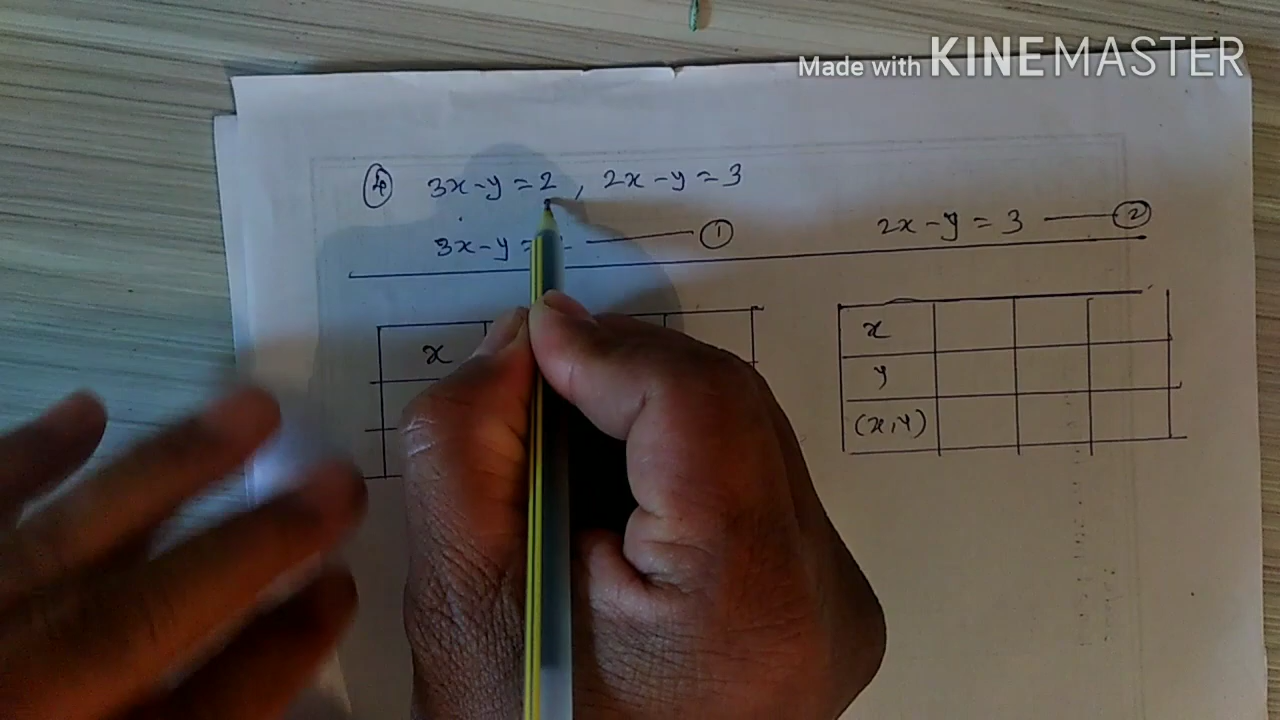 Made with KINEMASTER
④ 3x-y=2, 2x-y=3
3x-y= ①
2x-y=3 ②
x
x
y
(x,y)